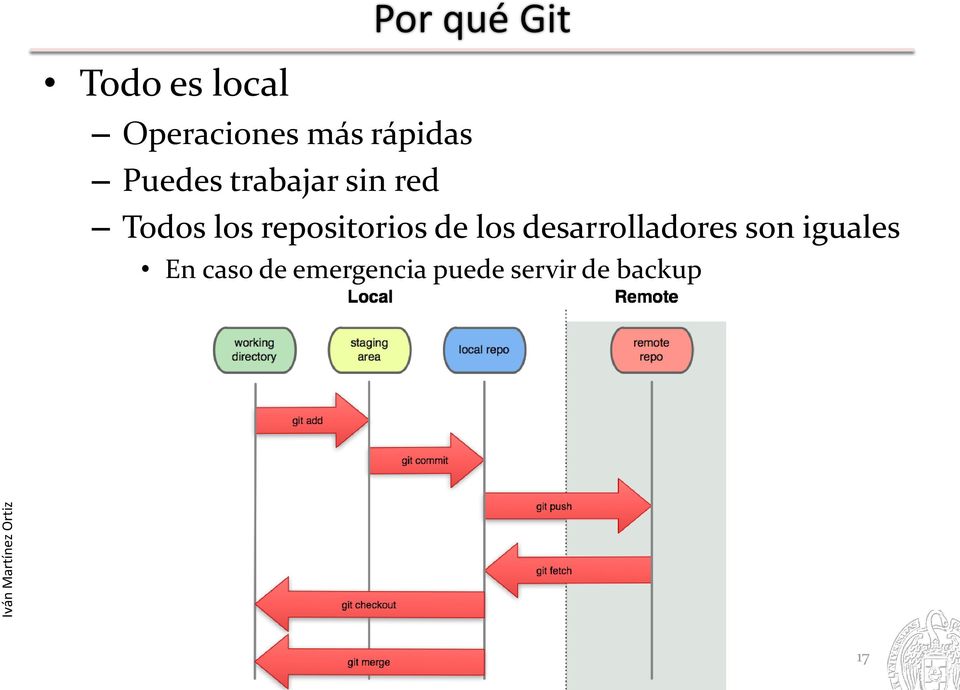 Por qué Git
• Todo es local
– Operaciones más rápidas
– Puedes trabajar sin red
– Todos los repositorios de los desarrolladores son iguales
• En caso de emergencia puede servir de backup
Local Remote
working directory
staging area
local repo
remote repo
git add
git commit
git push
git fetch
git checkout
git merge
Iván Martínez Ortiz
17